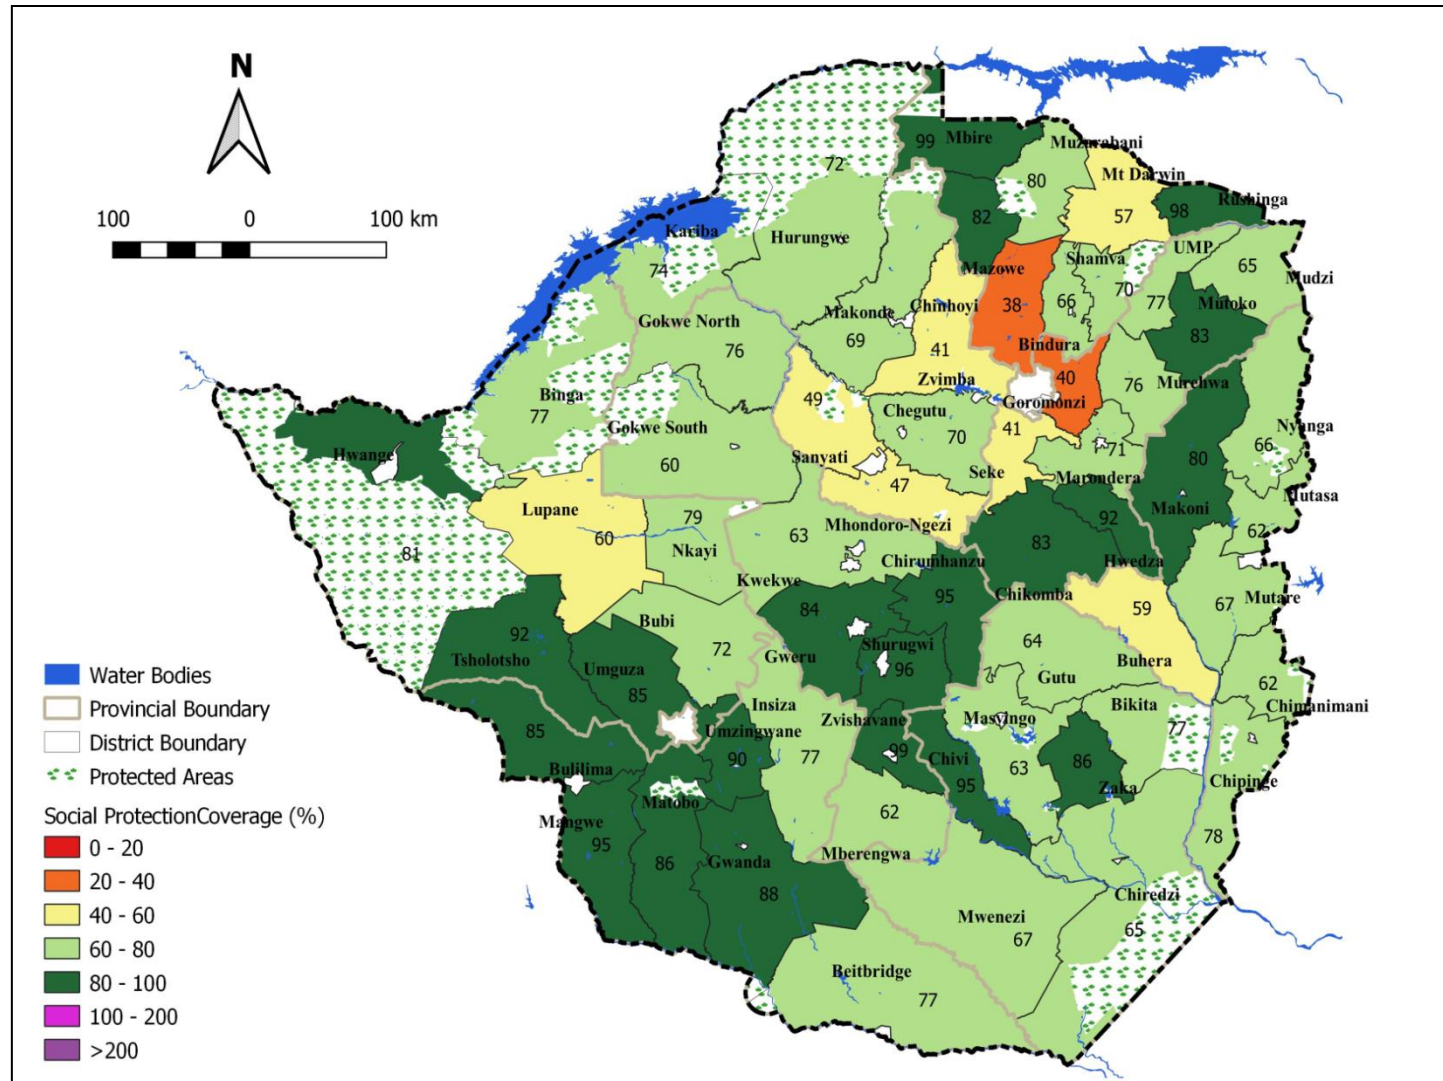 N
100 0 100 km
99
Mbire
Muzarabani
72
80
Mt Darwin
82
57
98
Rushinga
Kariba
Hurungwe
74
Mazowe
Shamva
UMP
65
Mudzi
70
66
77
Mutoko
38
Chinhoyi
Makonde
Gokwe North
69
76
41
Bindura
83
Zvimba
40
76
Murehwa
Binga
77
49
Chegutu
Goromonzi
Gokwe South
70
41
71
66
Nyanga
Hwange
60
Sanyati
Seke
Marondera
80
47
Mutasa
Lupane
79
92
Makoni
60
Mhondoro-Ngezi
63
83
62
81
Nkayi
Hwedza
Kwekwe
Chirumhanzu
95
Chikomba
59
84
67
Mutare
Bubi
92
64
Tsholotsho
Umguza
72
Gweru
Shurugwi
96
Buhera
Gutu
62
85
Insiza
Bikita
Chimanimani
Zvishavane
Masvingo
77
85
Umzingwane
90
77
99
Chivi
63
86
Bulilima
95
Zaka
Chipinge
Matobo
Mangwe
62
95
86
Gwanda
Mberengwa
78
88
Chiredzi
Mwenezi
65
67
Beitbridge
77
Water Bodies
Provincial Boundary
District Boundary
Protected Areas
Social ProtectionCoverage (%)
0 - 20
20 - 40
40 - 60
60 - 80
80 - 100
100 - 200
>200